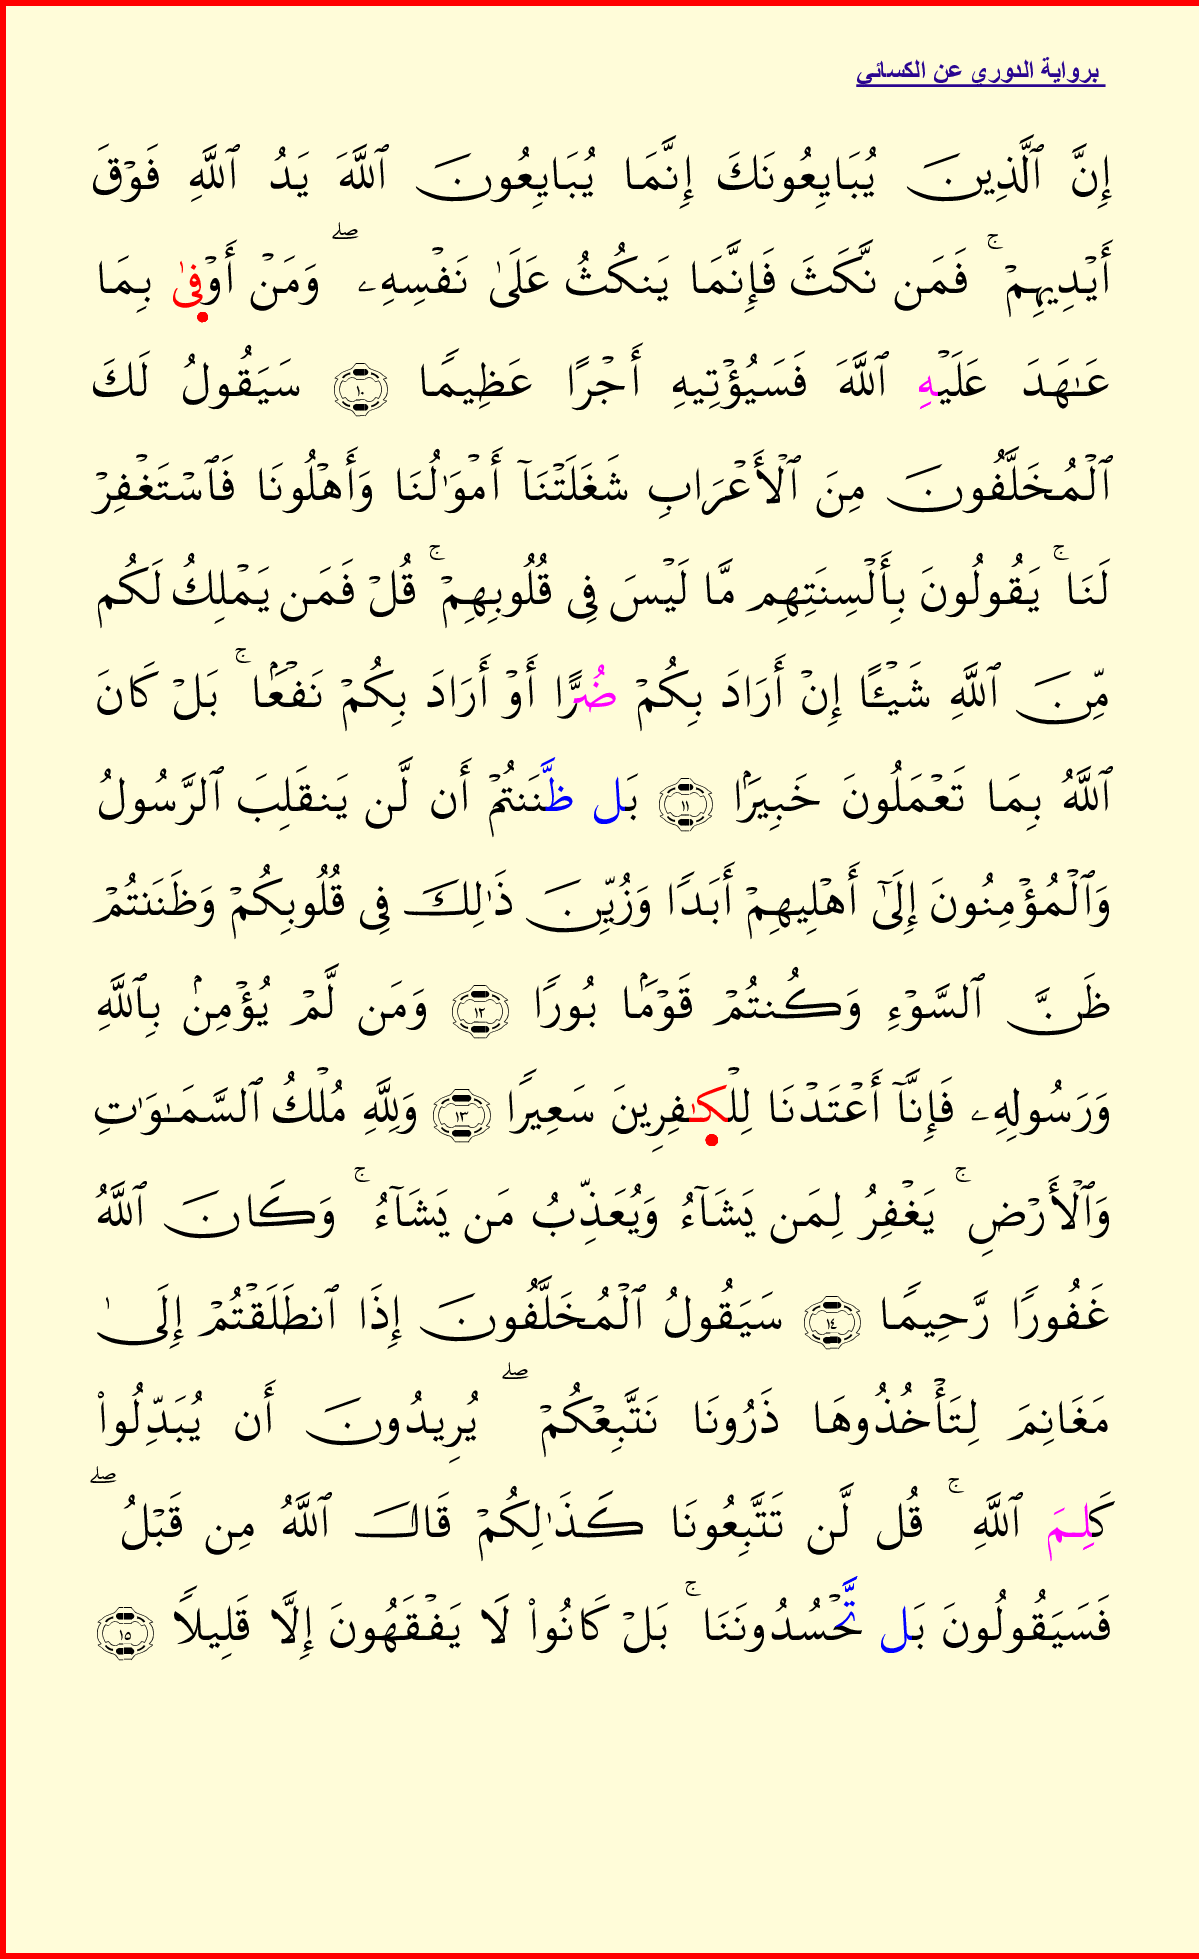 برواية الدوري عن الكسائي
إِنَّ ٱلَّذِينَ يُبَايِعُونَكَ إِنَّمَا يُبَايِعُونَ ٱللَّهَ يَدُ ٱللَّهِ فَوۡقَ
أَيۡدِيهِمۡۚ فَمَن نَّكَثَ فَإِنَّمَا يَنكُثُ عَلَىٰ نَفۡسِهِۦۖ وَمَنۡ أَوۡفِىٰ بِمَا
عَٰهَدَ عَلَيۡهِ ٱللَّهَ فَسَيُؤۡتِيهِ أَجۡرًا عَظِيمٗا ١٠ سَيَقُولُ لَكَ
ٱلۡمُخَلَّفُونَ مِنَ ٱلۡأَعۡرَابِ شَغَلَتۡنَآ أَمۡوَٰلُنَا وَأَهۡلُونَا فَٱسۡتَغۡفِرۡ
لَنَاۚ يَقُولُونَ بِأَلۡسِنَتِهِم مَّا لَيۡسَ فِي قُلُوبِهِمۡۚ قُلۡ فَمَن يَمۡلِكُ لَكُم
مِّنَ ٱللَّهِ شَيۡـًٔا إِنۡ أَرَادَ بِكُمۡ ضُرًّا أَوۡ أَرَادَ بِكُمۡ نَفۡعَۢاۚ بَلۡ كَانَ
ٱللَّهُ بِمَا تَعۡمَلُونَ خَبِيرَۢا ١١ بَل ظَّنَنتُمۡ أَن لَّن يَنقَلِبَ ٱلرَّسُولُ
وَٱلۡمُؤۡمِنُونَ إِلَىٰٓ أَهۡلِيهِمۡ أَبَدٗا وَزُيِّنَ ذَٰلِكَ فِي قُلُوبِكُمۡ وَظَنَنتُمۡ
ظَنَّ ٱلسَّوۡءِ وَكُنتُمۡ قَوۡمَۢا بُورٗا ١٢ وَمَن لَّمۡ يُؤۡمِنۢ بِٱللَّهِ
وَرَسُولِهِۦ فَإِنَّآ أَعۡتَدۡنَا لِلۡكَٰفِرِينَ سَعِيرٗا ١٣ وَلِلَّهِ مُلۡكُ ٱلسَّمَٰوَٰتِ
وَٱلۡأَرۡضِۚ يَغۡفِرُ لِمَن يَشَآءُ وَيُعَذِّبُ مَن يَشَآءُۚ وَكَانَ ٱللَّهُ
غَفُورٗا رَّحِيمٗا ١٤ سَيَقُولُ ٱلۡمُخَلَّفُونَ إِذَا ٱنطَلَقۡتُمۡ إِلَىٰ
مَغَانِمَ لِتَأۡخُذُوهَا ذَرُونَا نَتَّبِعۡكُمۡۖ يُرِيدُونَ أَن يُبَدِّلُواْ
كَلِمَ ٱللَّهِۚ قُل لَّن تَتَّبِعُونَا كَذَٰلِكُمۡ قَالَ ٱللَّهُ مِن قَبۡلُۖ
فَسَيَقُولُونَ بَل تَّحۡسُدُونَنَاۚ بَلۡ كَانُواْ لَا يَفۡقَهُونَ إِلَّا قَلِيلٗا ١٥